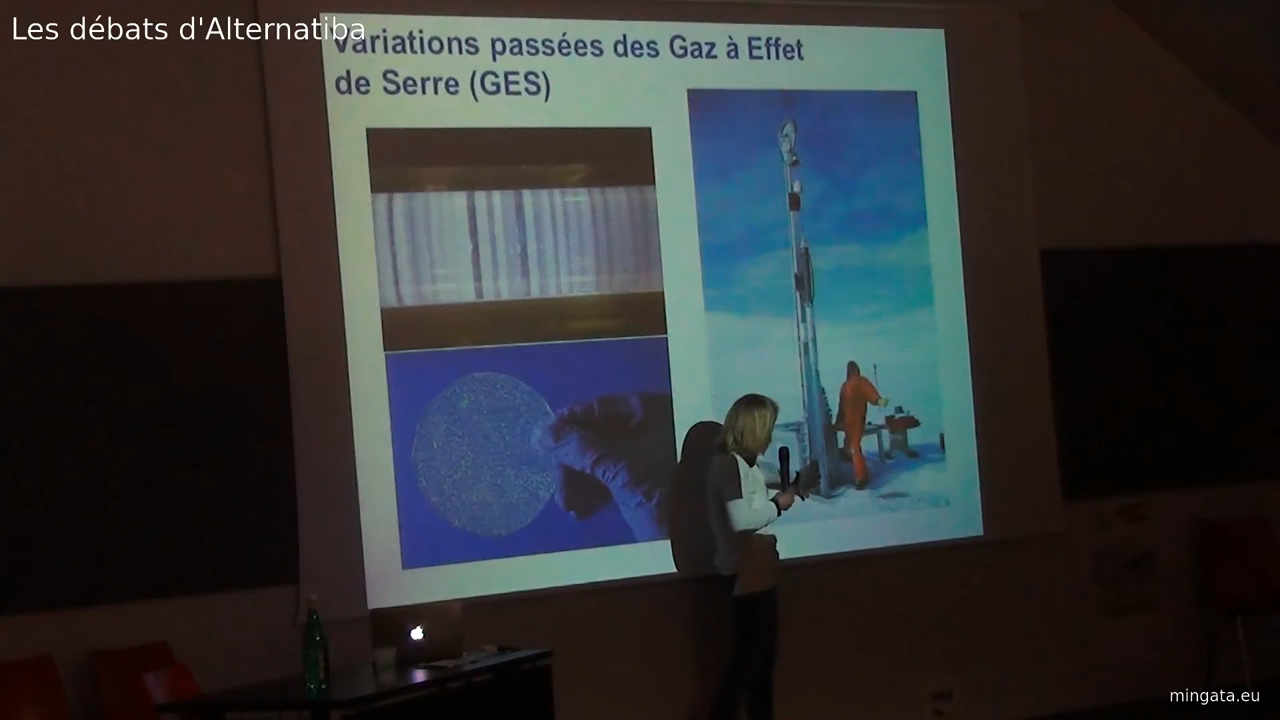 Les débats d'Alternatiba
Variations passées des Gaz à Effet
de Serre (GES)
mingata.eu